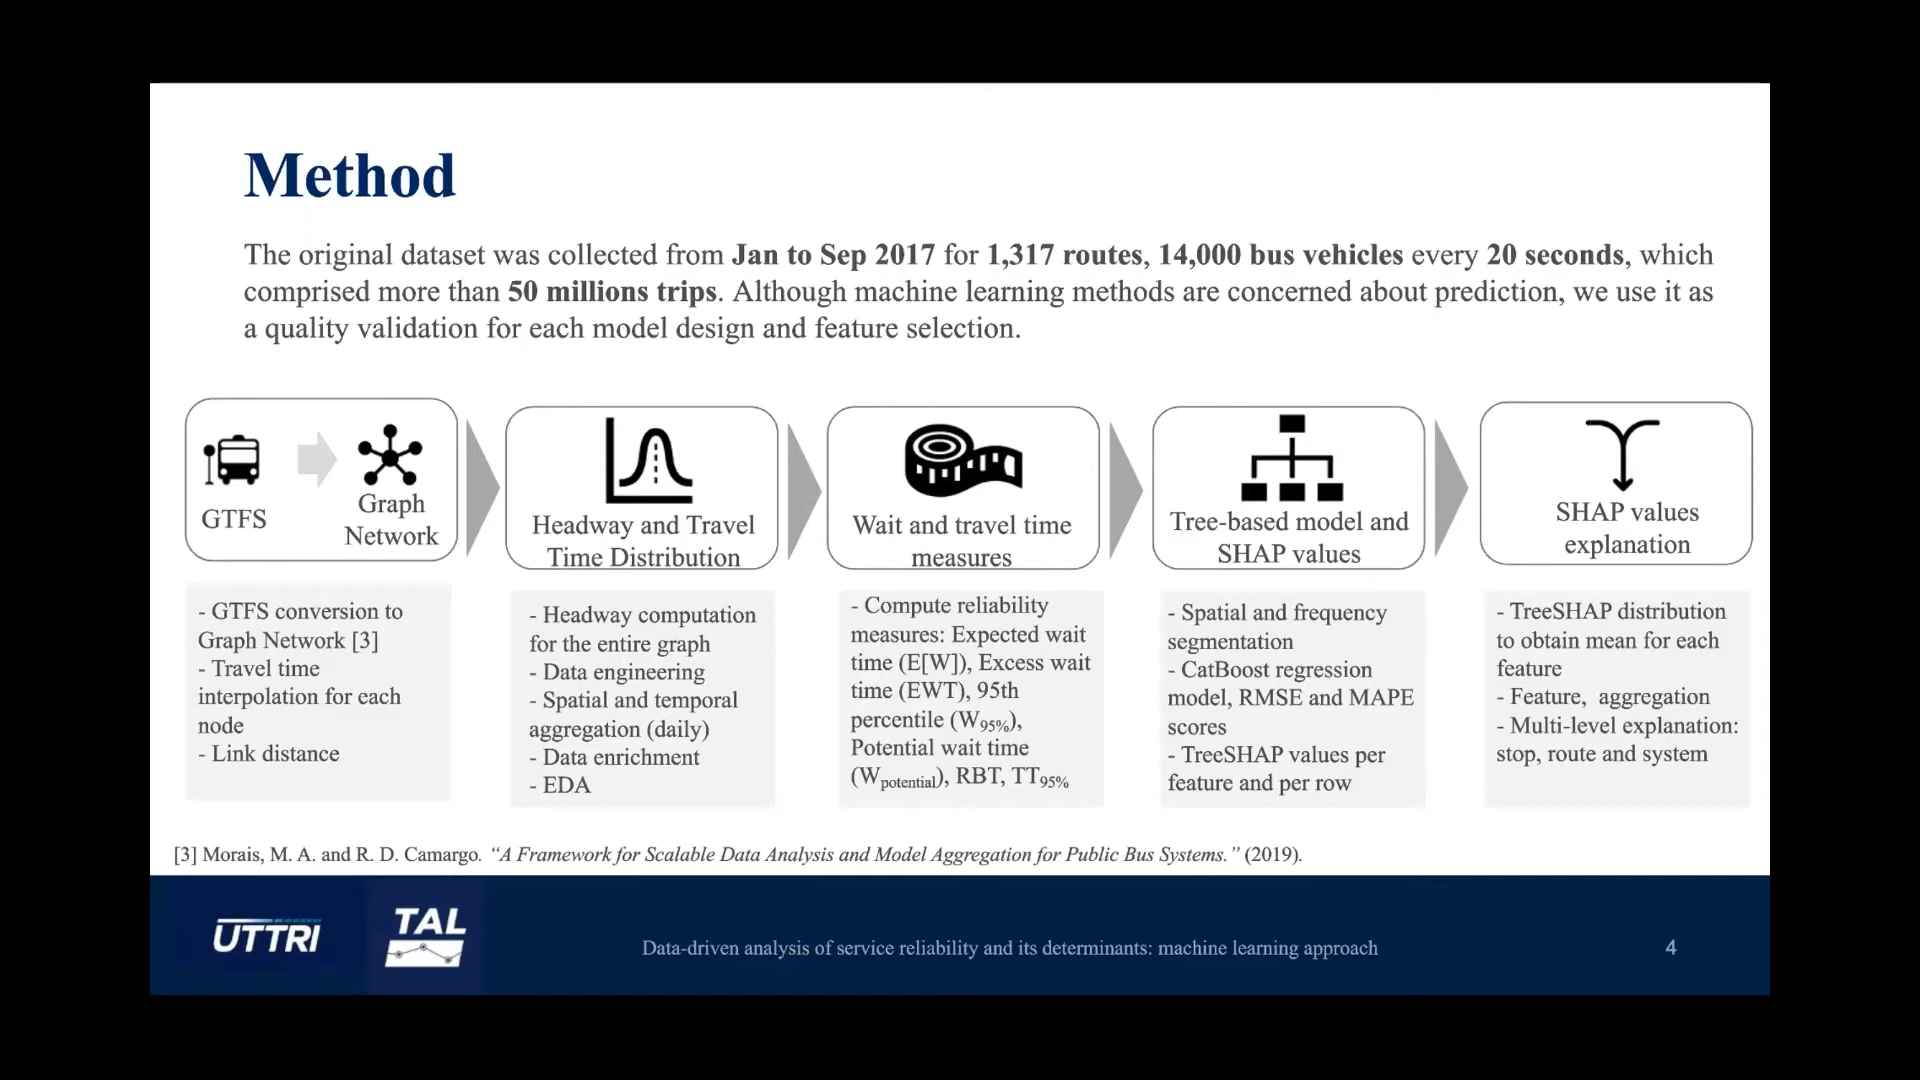 Method
The original dataset was collected from Jan to Sep 2017 for 1,317 routes, 14,000 bus vehicles every 20 seconds, which
comprised more than 50 millions trips. Although machine learning methods are concerned about prediction, we use it as
a quality validation for each model design and feature selection.
GTFS
Graph
Network
Headway and Travel
Time Distribution
Wait and travel time
measures
Tree-based model and
SHAP values
SHAP values
explanation
- GTFS conversion to
Graph Network [3]
- Travel time
interpolation for each
node
- Link distance
- Headway computation
for the entire graph
- Data engineering
- Spatial and temporal
aggregation (daily)
- Data enrichment
- EDA
- Compute reliability
measures: Expected wait
time (E[W]), Excess wait
time (EWT), 95th
percentile (W95%),
Potential wait time
(Wpotential), RBT, TT95%
- Spatial and frequency
segmentation
- CatBoost regression
model, RMSE and MAPE
scores
- TreeSHAP values per
feature and per row
- TreeSHAP distribution
to obtain mean for each
feature
- Feature, aggregation
- Multi-level explanation:
stop, route and system
[3] Morais, M. A. and R. D. Camargo. “A Framework for Scalable Data Analysis and Model Aggregation for Public Bus Systems.” (2019).
UTTRI
TAL
Data-driven analysis of service reliability and its determinants: machine learning approach
4